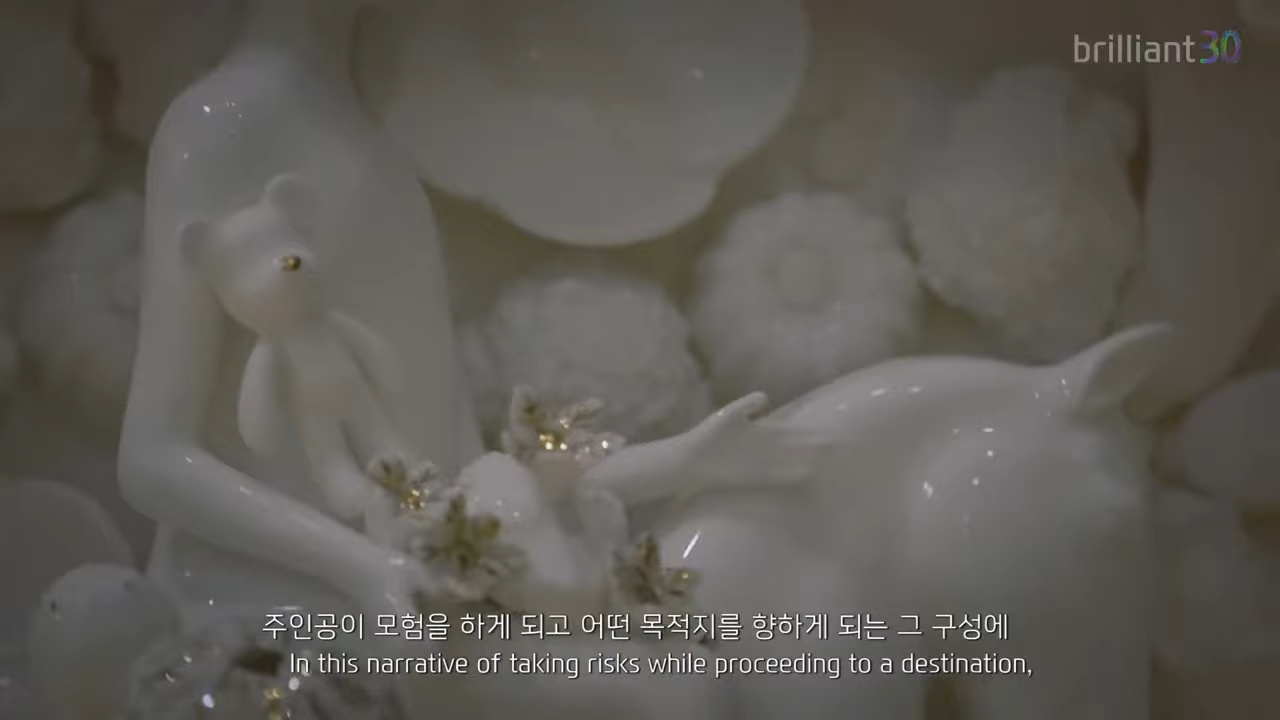 brilliant30
주인공이 모험을 하게 되고 어떤 목적지를 향하게 되는 그 구성에
In this narrative of taking risks while proceeding to a destination,